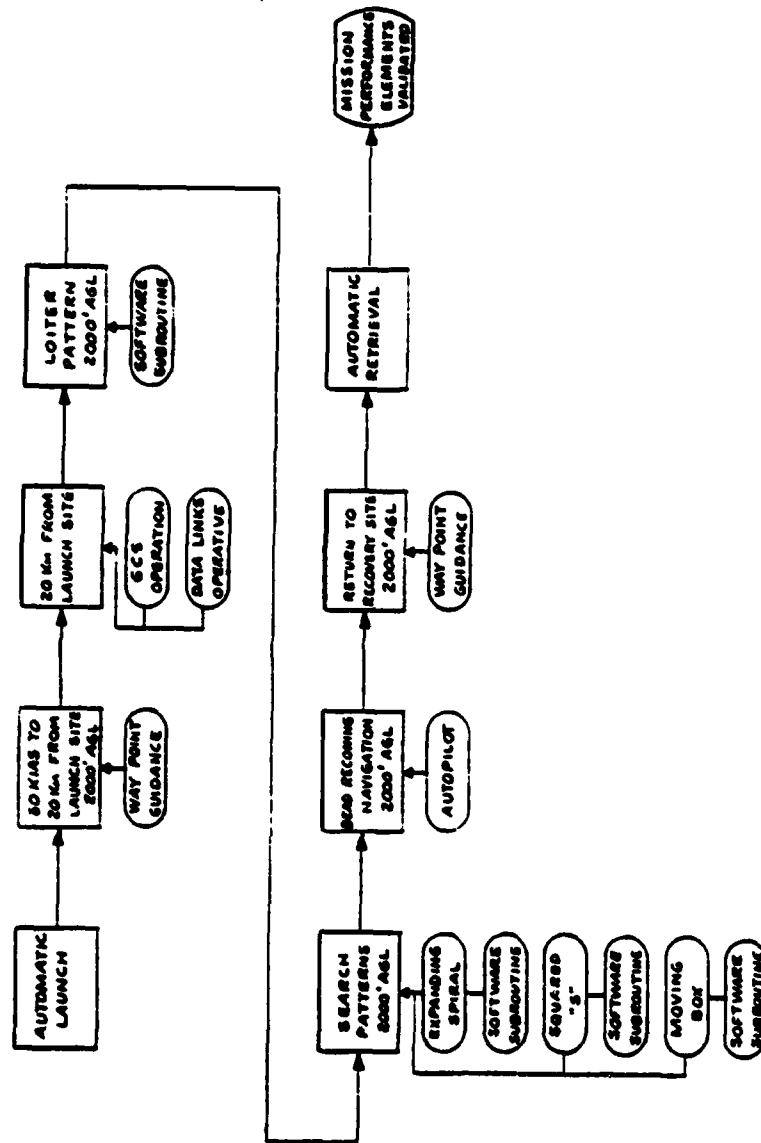 AUTOMATIC
LAUNCH
50 KIAS TO
20 KM FROM
LAUNCH SITE
2000' AGL
WAY POINT
GUIDANCE
20 KM FROM
LAUNCH SITE
GCS
OPERATION
DATA LINKS
OPERATIVE
LOITER
PATTERN
2000' AGL
SOFTWARE
SUBROUTINE
SEARCH
PATTERNS
2000' AGL
EXPANDING
SPIRAL
SOFTWARE
SUBROUTINE
SQUARED
"S"
SOFTWARE
SUBROUTINE
MOVING
BOX
SOFTWARE
SUBROUTINE
DEAD RECONING
NAVIGATION
2000' AGL
AUTOPILOT
RETURN TO
RECOVERY SITE
2000' AGL
WAY POINT
GUIDANCE
AUTOMATIC
RETRIEVAL
MISSION
PERFORMANCE
ELEMENTS
VALIDATED